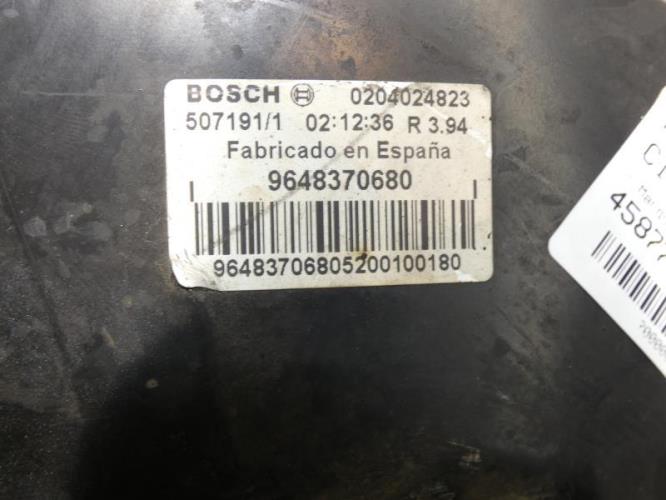 BOSCH 0204024823
507191/1 02:12:36 R 3.94
Fabricado en España
9648370680
96483706805200100180